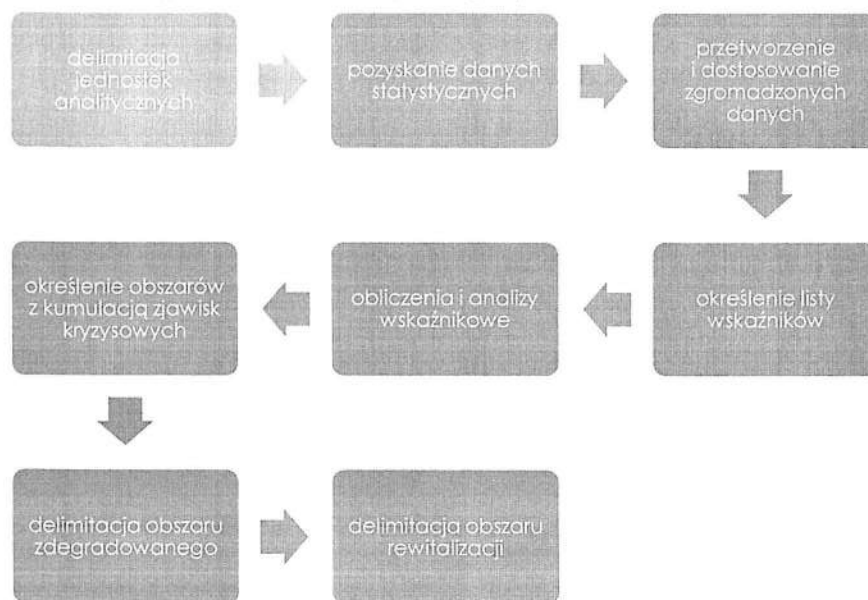 delimitacja
jednostek
analitycznych
pozyskanie danych
statystycznych
przetworzenie
i dostosowanie
zgromadzonych
danych
określenie listy
wskaźników
obliczenia i analizy
wskaźnikowe
określenie obszarów
z kumulacją zjawisk
kryzysowych
delimitacja obszaru
zdegradowanego
delimitacja obszaru
rewitalizacji